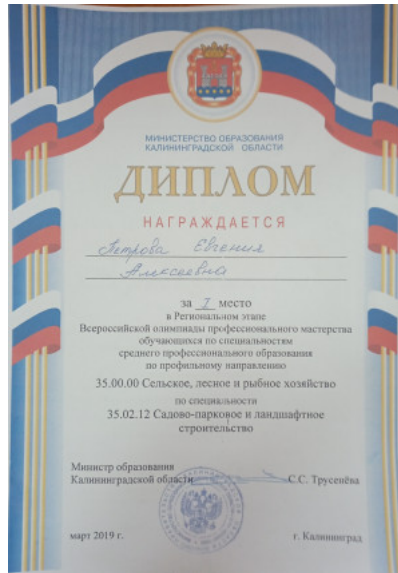 МИНИСТЕРСТВО ОБРАЗОВАНИЯ
КАЛИНИНГРАДСКОЙ ОБЛАСТИ
ДИПЛОМ
НАГРАЖДАЕТСЯ
Петрова Евгения
Алексеевна
за I место
в Региональном этапе
Всероссийской олимпиады профессионального мастерства
обучающихся по специальностям
среднего профессионального образования
по профильному направлению
35.00.00 Сельское, лесное и рыбное хозяйство
по специальности
35.02.12 Садово-парковое и ландшафтное
строительство
Министр образования
Калининградской области С.С. Трусенёва
март 2019 г. г. Калининград